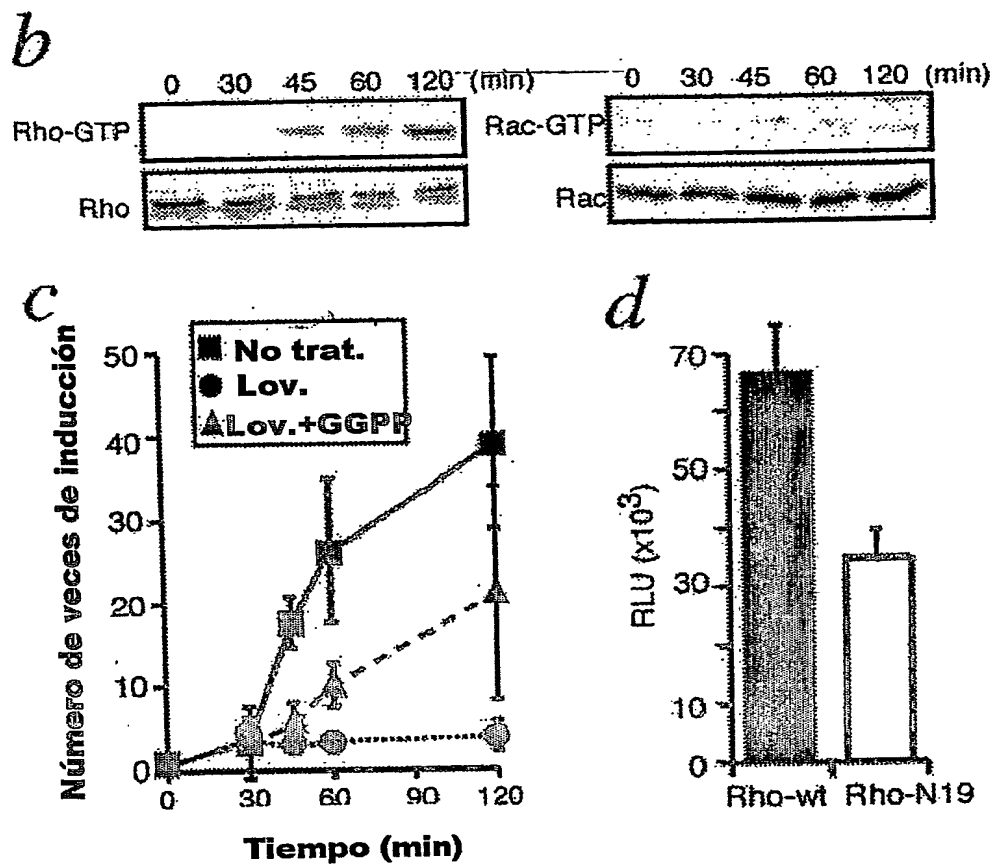 b
0 30 45 60 120 (min)
Rho-GTP
Rho
0 30 45 60 120 (min)
Rac-GTP
Rac
c
Número de veces de inducción
50
40
30
20
10
0
No trat.
Lov.
Lov.+GGPP
0 30 60 90 120
Tiempo (min)
d
RLU (x10³)
70
50
30
10
0
Rho-wt Rho-N19